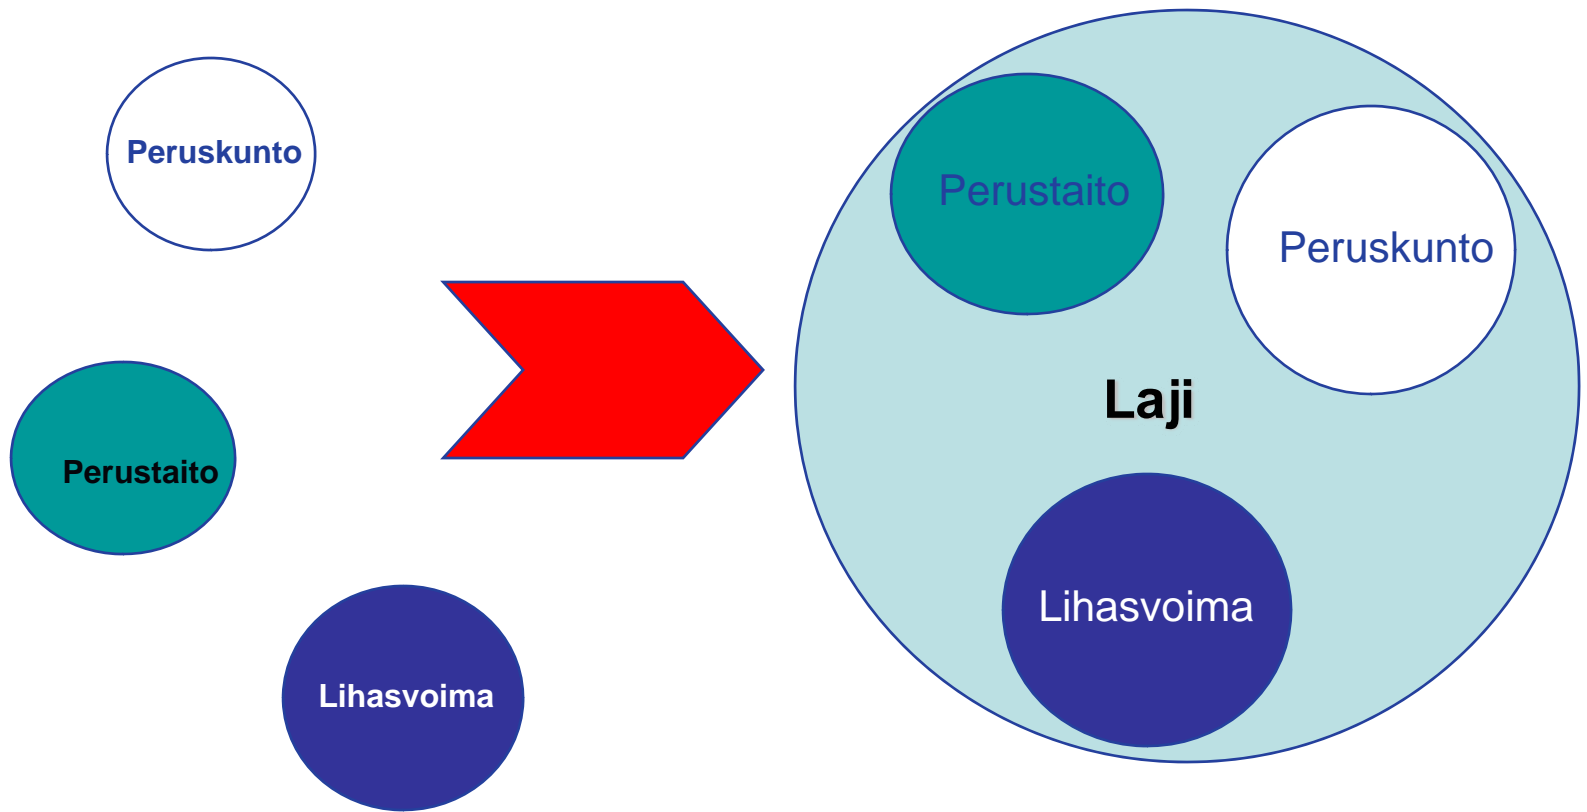 Peruskunto
Perustaito
Lihasvoima
Perustaito
Peruskunto
Laji
Lihasvoima